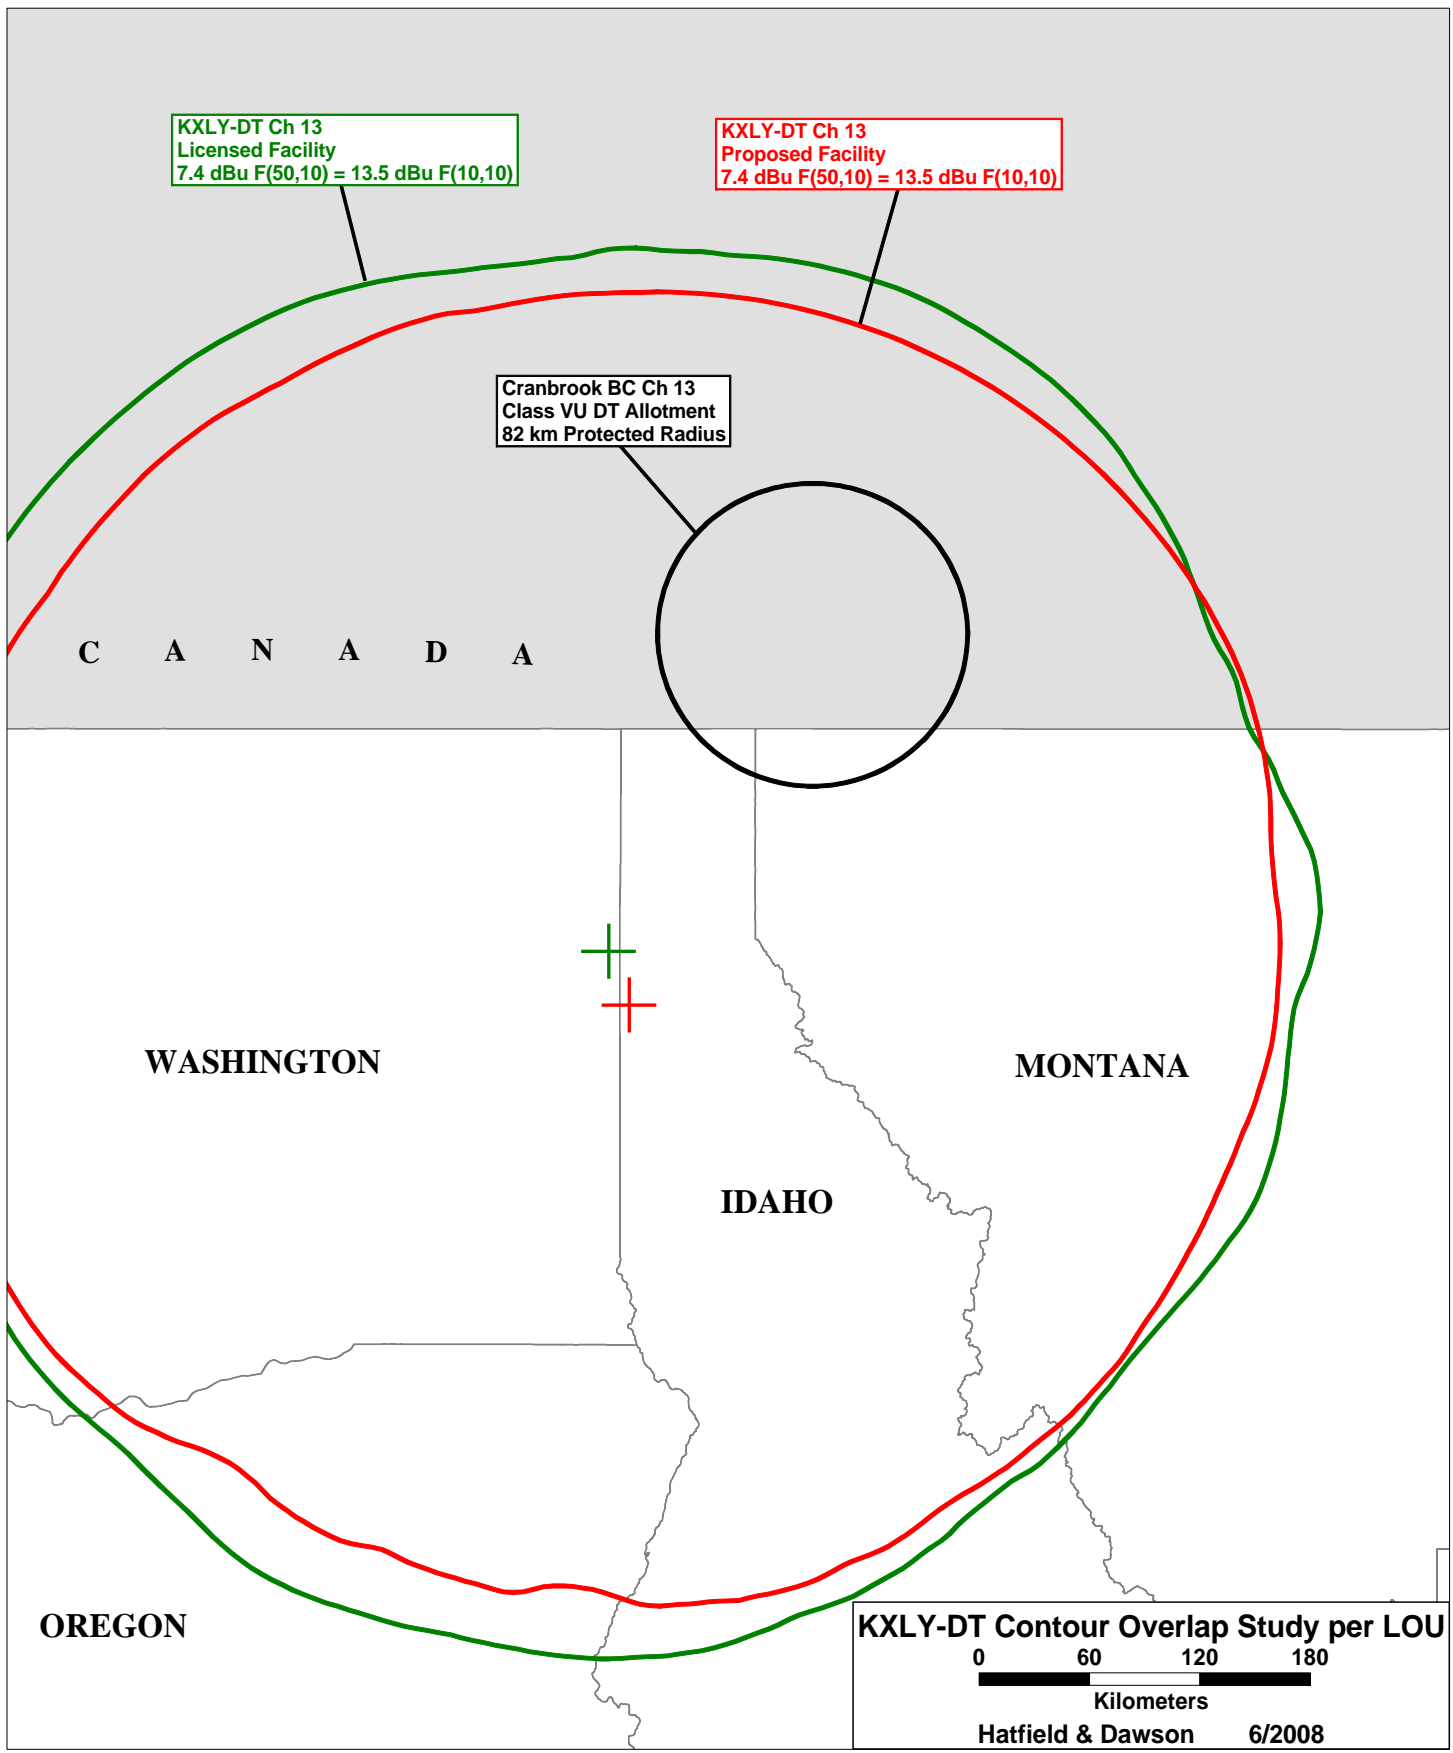 KXLY-DT Ch 13
Licensed Facility
7.4 dBu F(50,10) = 13.5 dBu F(10,10)
KXLY-DT Ch 13
Proposed Facility
7.4 dBu F(50,10) = 13.5 dBu F(10,10)
Cranbrook BC Ch 13
Class VU DT Allotment
82 km Protected Radius
C A N A D A
WASHINGTON
MONTANA
IDAHO
OREGON
KXLY-DT Contour Overlap Study per LOU
0 60 120 180
Kilometers
Hatfield & Dawson 6/2008